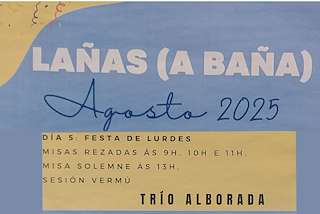 LAÑAS (A BAÑA)
Agosto 2025
DÍA 5: FESTA DE LURDES
MISAS REZADAS ÁS 9H, 10H E 11H.
MISA SOLEMNE ÁS 13H.
SESIÓN VERMÚ
TRÍO ALBORADA